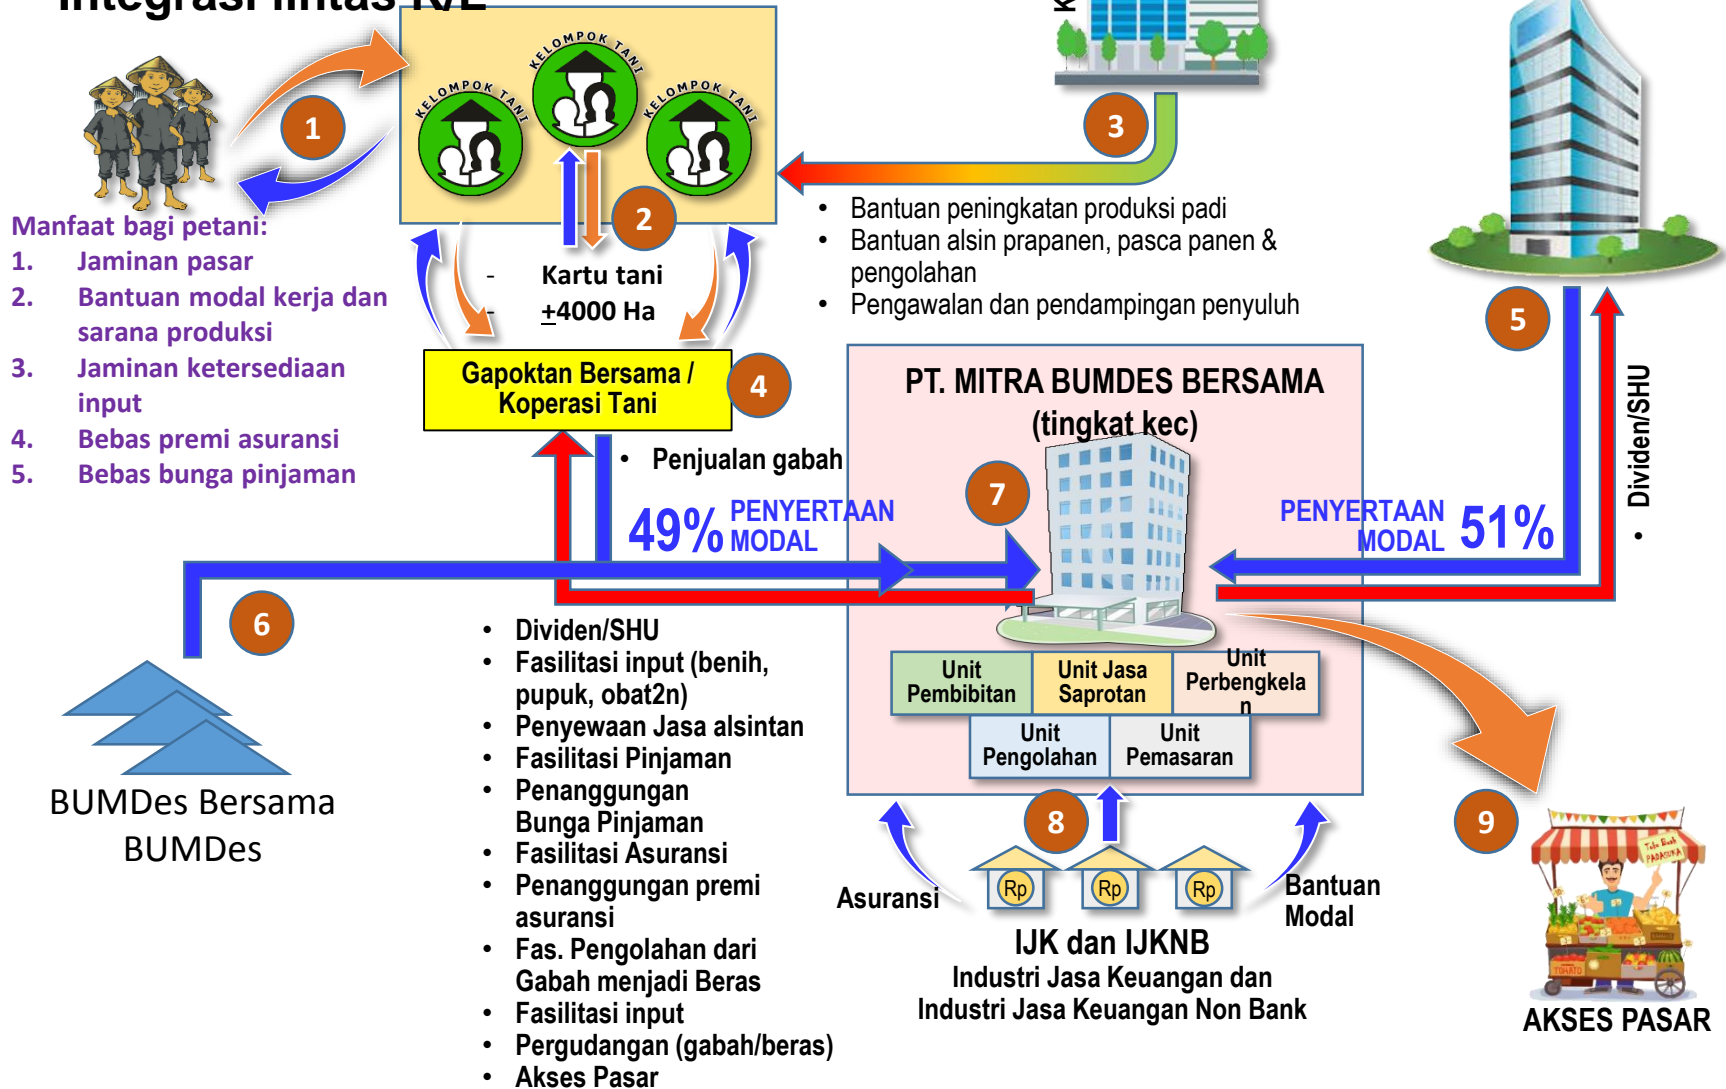 Integrasi lintas K/L
KELOMPOK TANI
KELOMPOK TANI
KELOMPOK TANI
1
2
3
Manfaat bagi petani:
1. Jaminan pasar
2. Bantuan modal kerja dan
sarana produksi
3. Jaminan ketersediaan
input
4. Bebas premi asuransi
5. Bebas bunga pinjaman
- Kartu tani
- +4000 Ha
• Bantuan peningkatan produksi padi
• Bantuan alsin prapanen, pasca panen &
pengolahan
• Pengawalan dan pendampingan penyuluh
5
• Dividen/SHU
Gapoktan Bersama /
Koperasi Tani
4
• Penjualan gabah
49% PENYERTAAN
MODAL
PT. MITRA BUMDES BERSAMA
(tingkat kec)
7
PENYERTAAN
MODAL 51%
6
BUMDes Bersama
BUMDes
• Dividen/SHU
• Fasilitasi input (benih,
pupuk, obat2n)
• Penyewaan Jasa alsintan
• Fasilitasi Pinjaman
• Penanggungan
Bunga Pinjaman
• Fasilitasi Asuransi
• Penanggungan premi
asuransi
• Fas. Pengolahan dari
Gabah menjadi Beras
• Fasilitasi input
• Pergudangan (gabah/beras)
• Akses Pasar
Unit
Pembibitan
Unit Jasa
Saprotan
Unit
Perbengkela
n
Unit
Pengolahan
Unit
Pemasaran
8
Asuransi
Rp
Rp
Rp
Bantuan
Modal
IJK dan IJKNB
Industri Jasa Keuangan dan
Industri Jasa Keuangan Non Bank
9
Toko Buah
PADASUKA
TOMATO
AKSES PASAR